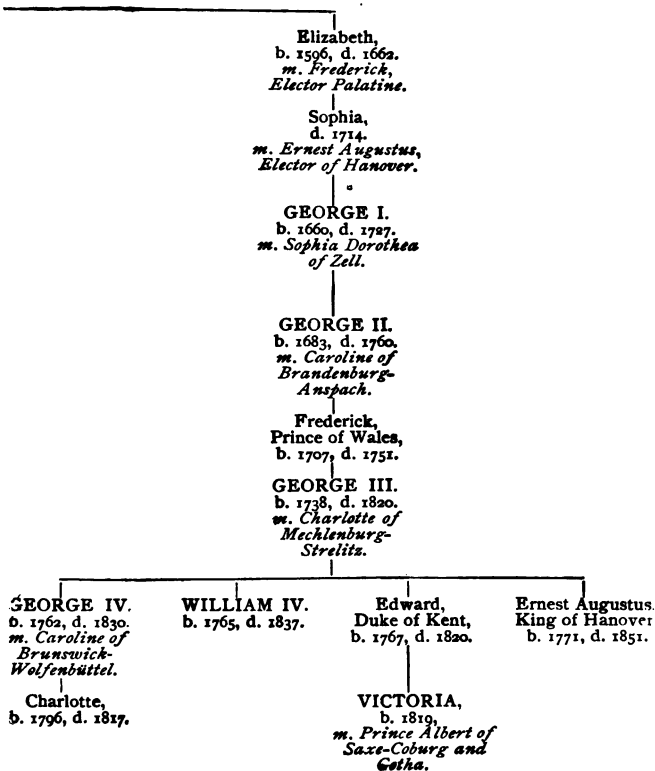 Elizabeth,
b. 1596, d. 1662.
m. Frederick,
Elector Palatine.
Sophia,
d. 1714.
m. Ernest Augustus,
Elector of Hanover.
GEORGE I.
b. 1660, d. 1727.
m. Sophia Dorothea
of Zell.
GEORGE II.
b. 1683, d. 1760.
m. Caroline of
Brandenburg-
Anspach.
Frederick,
Prince of Wales,
b. 1707, d. 1751.
GEORGE III.
b. 1738, d. 1820.
m. Charlotte of
Mechlenburg-
Strelitz.
GEORGE IV.
b. 1762, d. 1830.
m. Caroline of
Brunswick-
Wolfenbüttel.
Charlotte,
b. 1796, d. 1817.
WILLIAM IV.
b. 1765, d. 1837.
Edward,
Duke of Kent,
b. 1767, d. 1820.
VICTORIA,
b. 1819,
m. Prince Albert of
Saxe-Coburg and
Gotha.
Ernest Augustus.
King of Hanover
b. 1771, d. 1851.